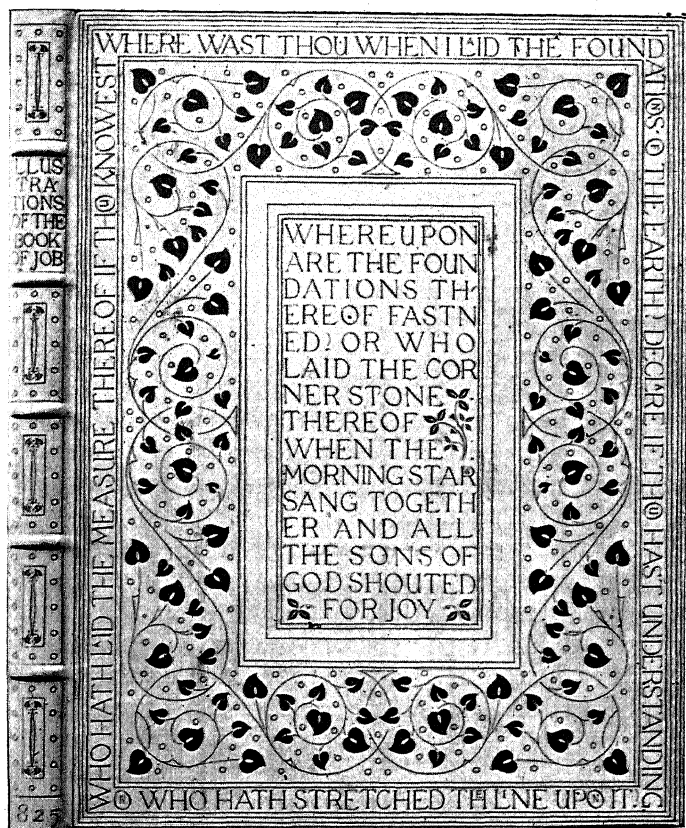 WHERE WAST THOU WHEN I LAID THE FOUND
ATIONS OF THE EARTH? DECLARE IF THOU HAST UNDERSTANDING
WHO HATH LAID THE MEASURE THEREOF IF THOU KNOWEST
OR WHO HATH STRETCHED THE LINE UPON IT.
WHEREUPON
ARE THE FOUN
DATIONS TH
EREOF FASTN
ED? OR WHO
LAID THE COR
NER STONE
THEREOF
WHEN THE
MORNING STAR
SANG TOGETH
ER AND ALL
THE SONS OF
GOD SHOUTED
FOR JOY
ILLUS
TRA
TIONS
OF THE
BOOK
OF JOB
825